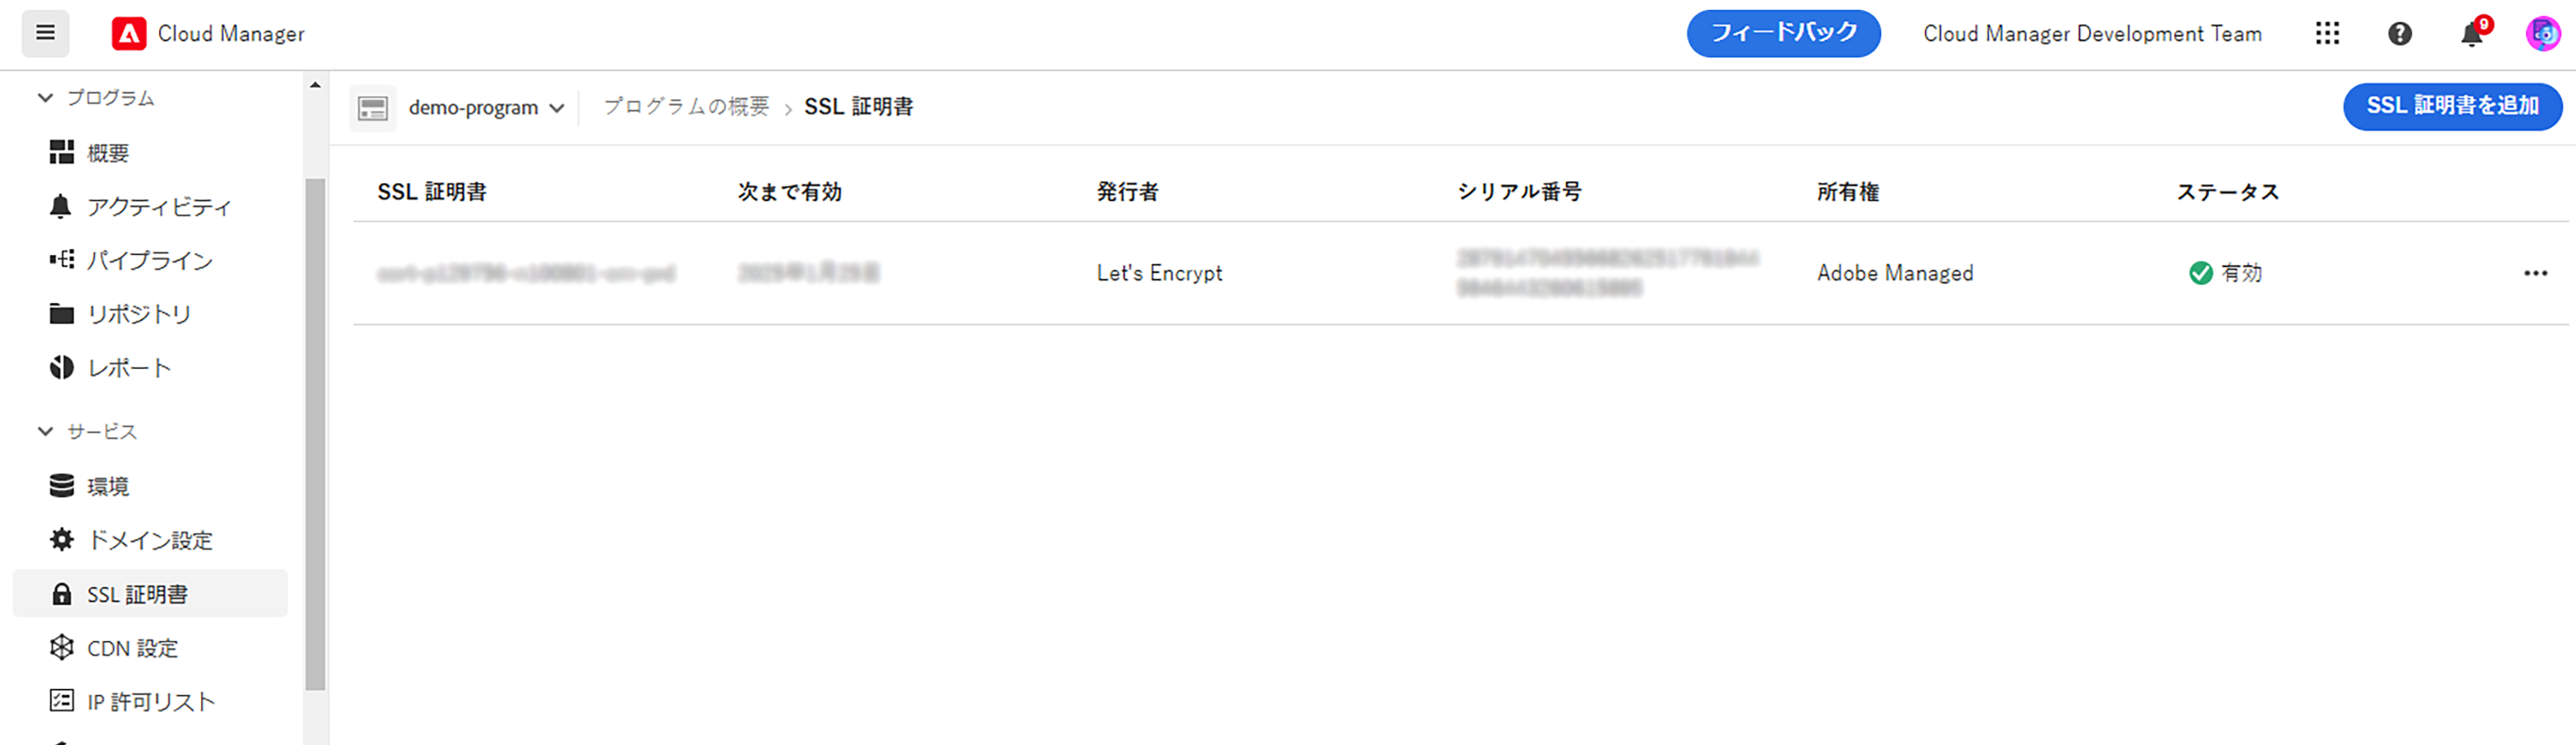 Cloud Manager
フィードバック
Cloud Manager Development Team
9
プログラム
概要
アクティビティ
パイプライン
リポジトリ
レポート
サービス
環境
ドメイン設定
SSL 証明書
CDN 設定
IP 許可リスト
demo-program
プログラムの概要 › SSL 証明書
SSL 証明書を追加
SSL 証明書 次まで有効 発行者 シリアル番号 所有権 ステータス
Let's Encrypt Adobe Managed 有効